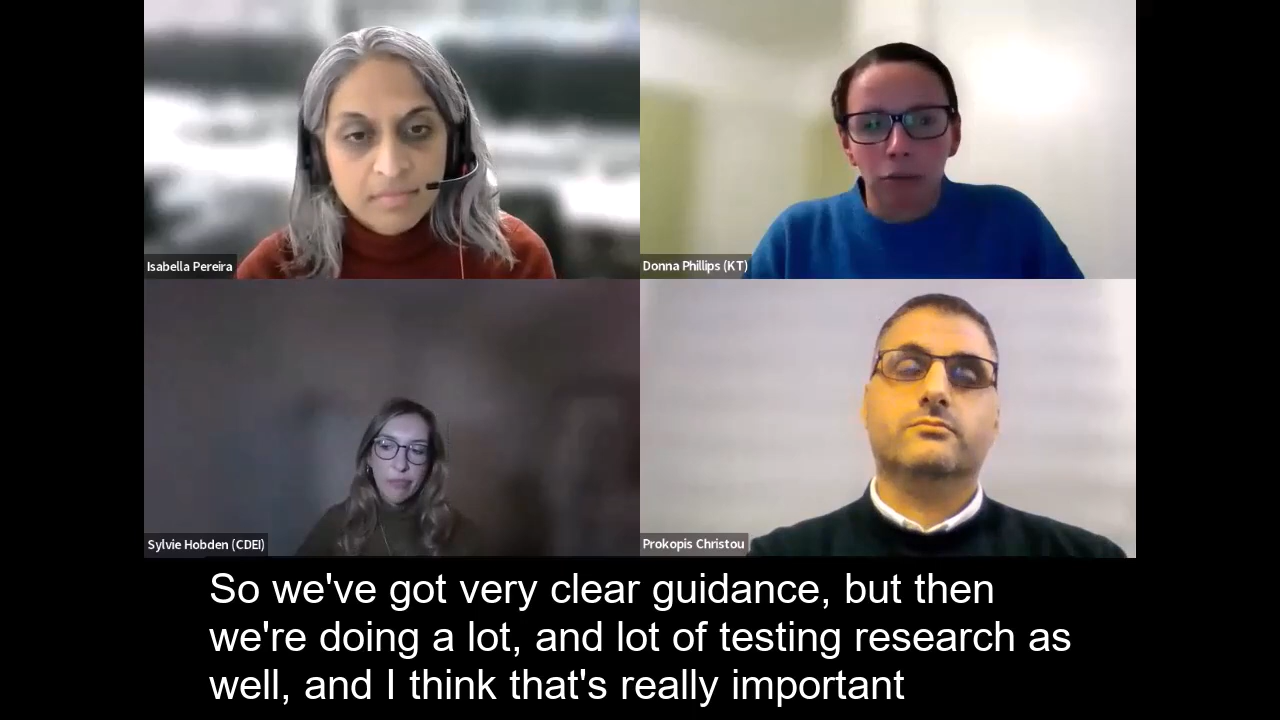 Isabella Pereira
Donna Phillips (KT)
Sylvie Hobden (CDEI)
Prokopis Christou
So we've got very clear guidance, but then
we're doing a lot, and lot of testing research as
well, and I think that's really important